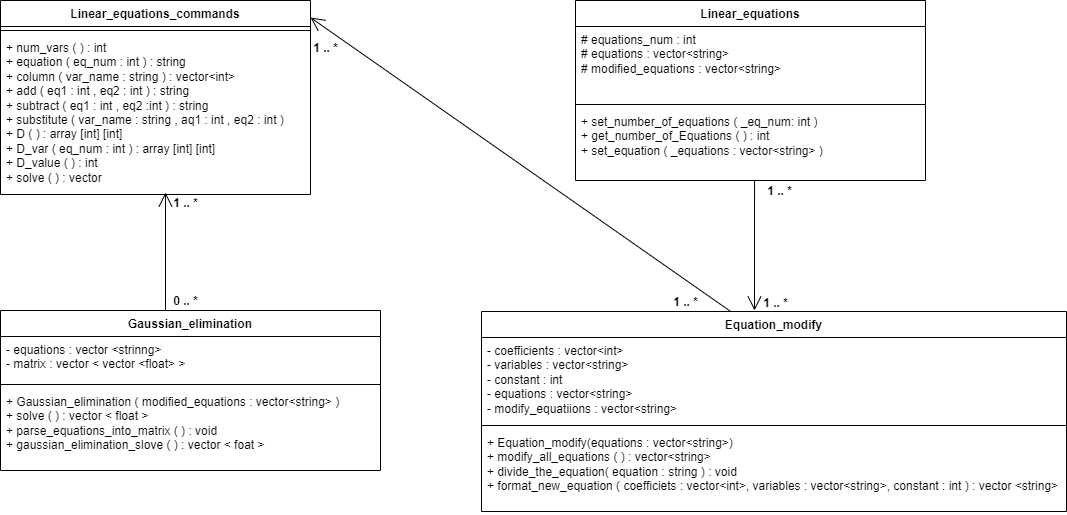 Linear_equations_commands
+ num_vars ( ) : int
+ equation ( eq_num : int ) : string
+ column ( var_name : string ) : vector<int>
+ add ( eq1 : int , eq2 : int ) : string
+ subtract ( eq1 : int , eq2 :int ) : string
+ substitute ( var_name : string , aq1 : int , eq2 : int )
+ D ( ) : array [int] [int]
+ D_var ( eq_num : int ) : array [int] [int]
+ D_value ( ) : int
+ solve ( ) : vector
1 .. *
Linear_equations
# equations_num : int
# equations : vector<string>
# modified_equations : vector<string>
+ set_number_of_equations ( _eq_num: int )
+ get_number_of_Equations ( ) : int
+ set_equation ( _equations : vector<string> )
1 .. *
1 .. *
0 .. *
1 .. *
1 .. *
Gaussian_elimination
- equations : vector <strinng>
- matrix : vector < vector <float> >
+ Gaussian_elimination ( modified_equations : vector<string> )
+ solve ( ) : vector < float >
+ parse_equations_into_matrix ( ) : void
+ gaussian_elimination_slove ( ) : vector < foat >
Equation_modify
- coefficients : vector<int>
- variables : vector<string>
- constant : int
- equations : vector<string>
- modify_equatiions : vector<string>
+ Equation_modify(equations : vector<string>)
+ modify_all_equations ( ) : vector<string>
+ divide_the_equation( equation : string ) : void
+ format_new_equation ( coefficiets : vector<int>, variables : vector<string>, constant : int ) : vector <string>